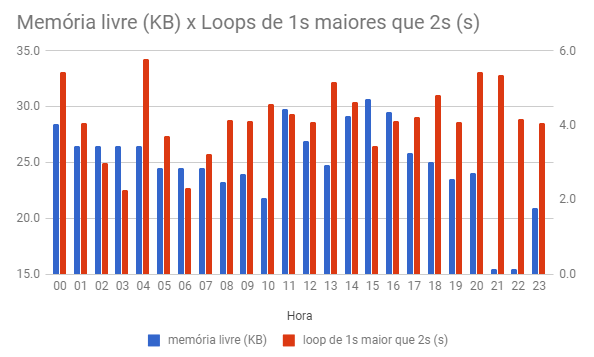 Memória livre (KB) x Loops de 1s maiores que 2s (s)
35.0 6.0
30.0 4.0
25.0
20.0 2.0
15.0 0.0
00 01 02 03 04 05 06 07 08 09 10 11 12 13 14 15 16 17 18 19 20 21 22 23
Hora
memória livre (KB) loop de 1s maior que 2s (s)